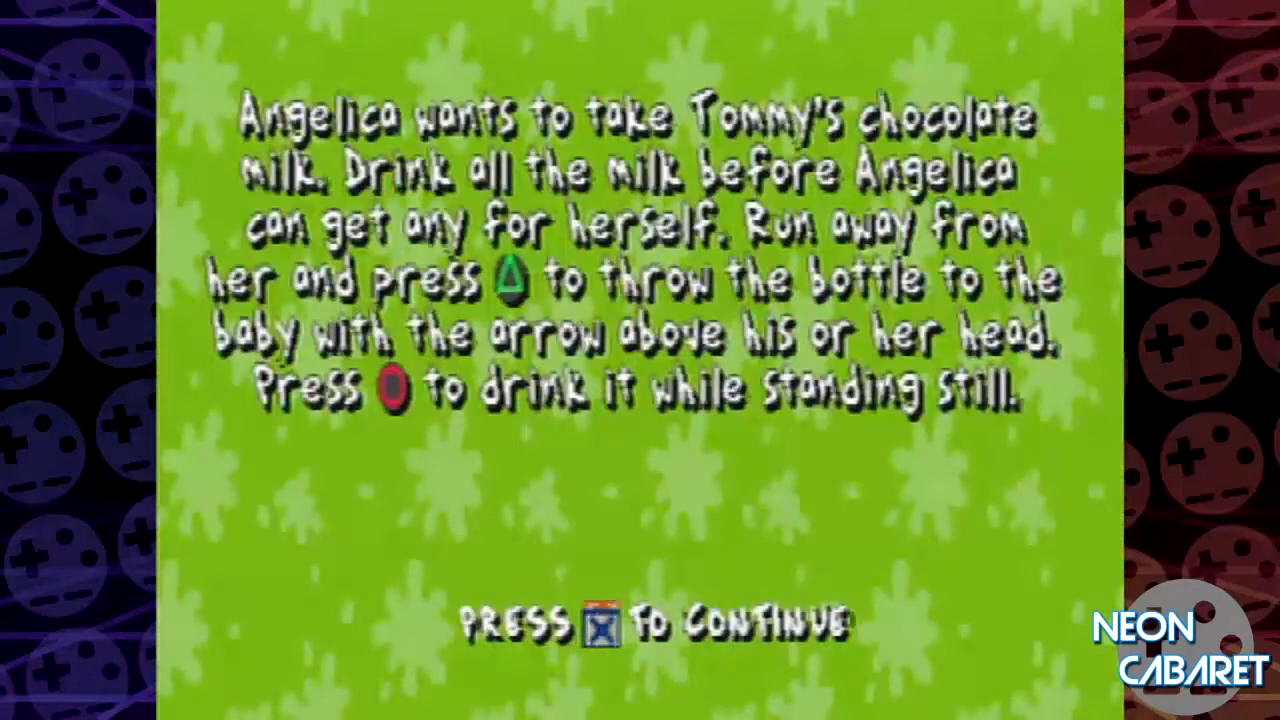 Angelica wants to take Tommy's chocolate
milk. Drink all the milk before Angelica
can get any for herself. Run away from
her and press △ to throw the bottle to the
baby with the arrow above his or her head.
Press O to drink it while standing still.
PRESS X TO CONTINUE
NEON
CABARET